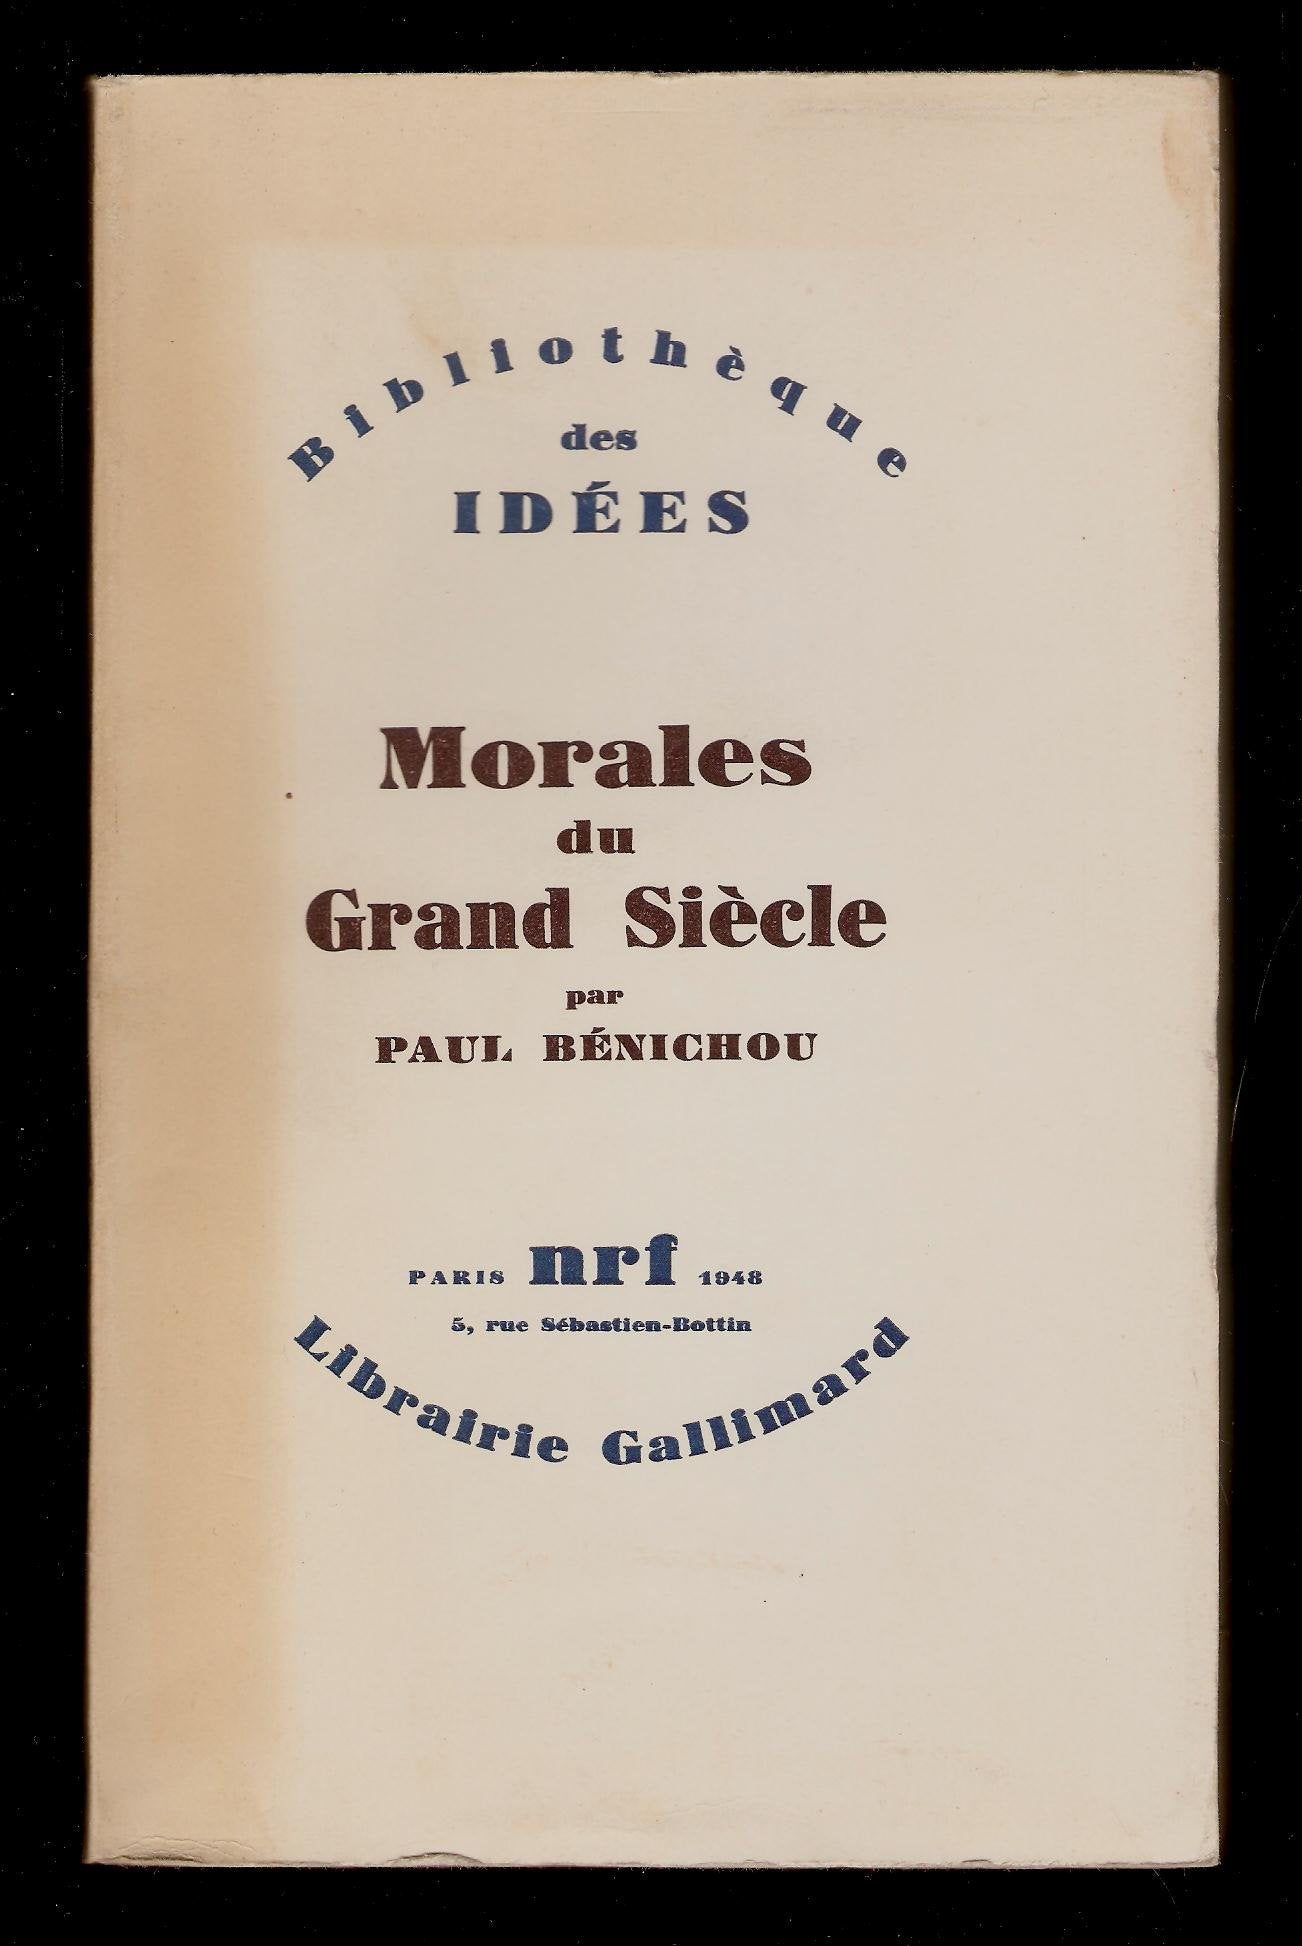 Bibliothèque
des
IDÉES
Morales
du
Grand Siècle
par
PAUL BÉNICHOU
PARIS nrf 1948
5, rue Sébastien-Bottin
Librairie Gallimard